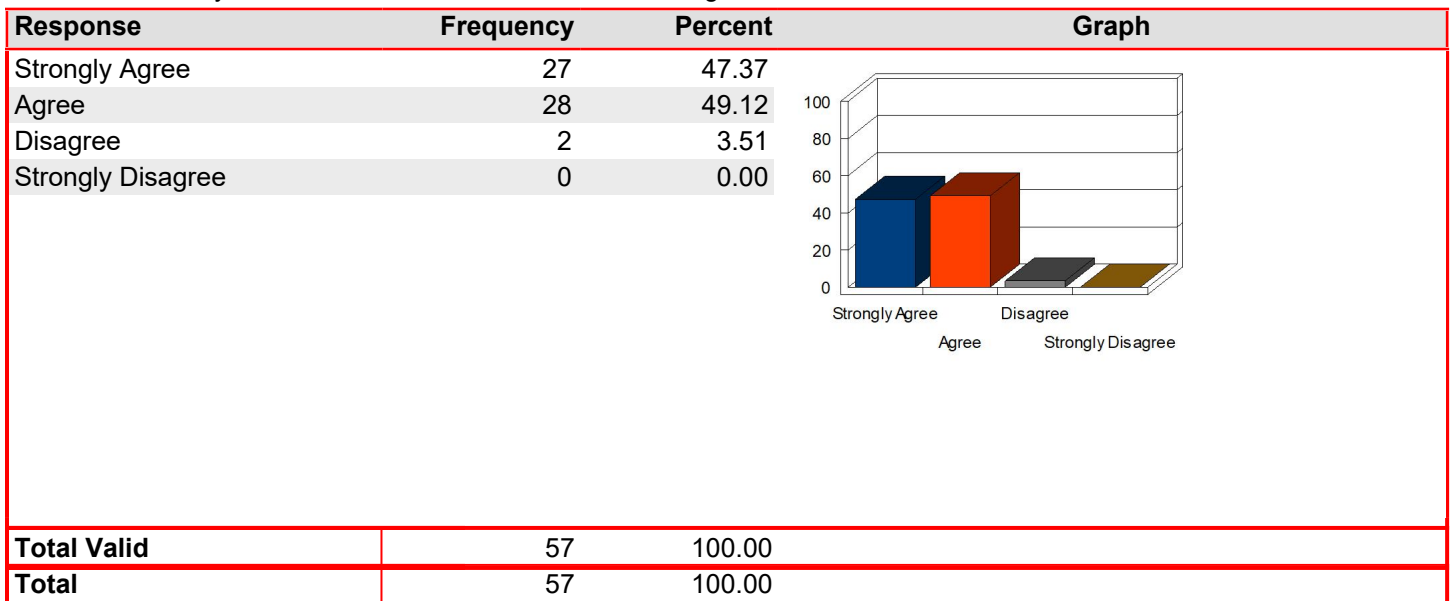 Response Frequency Percent Graph
Strongly Agree 27 47.37
Agree 28 49.12
Disagree 2 3.51
Strongly Disagree 0 0.00
100
80
60
40
20
0
Strongly Agree Disagree
Agree Strongly Disagree
Total Valid 57 100.00
Total 57 100.00